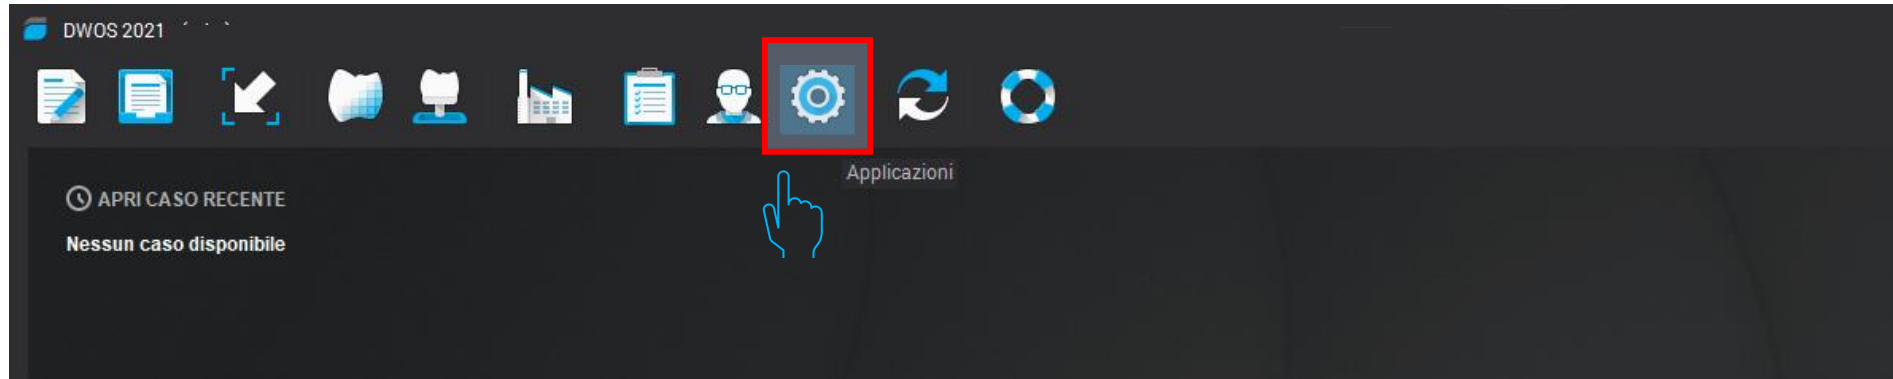 DWOS 2021
Applicazioni
APRI CASO RECENTE
Nessun caso disponibile